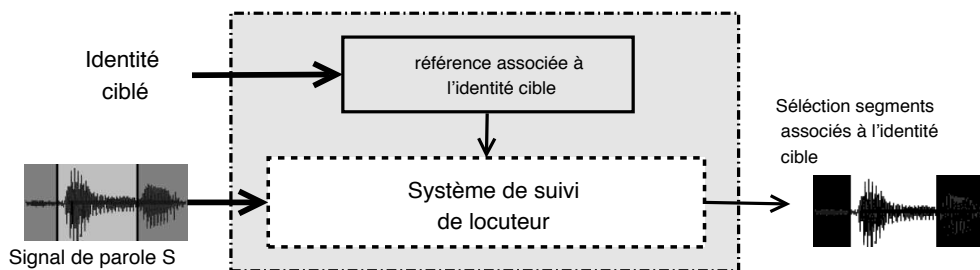 Identité
ciblé
référence associée à
l'identité cible
Séléction segments
associés à l'identité
cible
Système de suivi
de locuteur
Signal de parole S